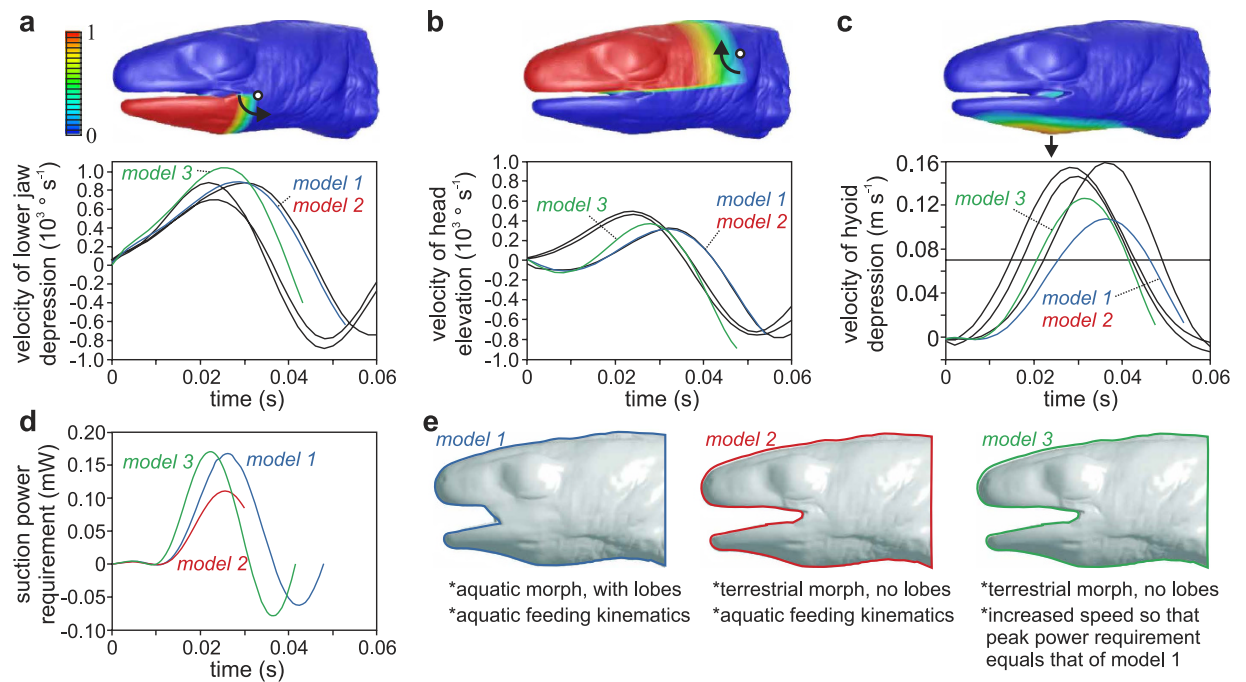 a
1
0
model 3
model 1
model 2
velocity of lower jaw
depression (10³ ° s⁻¹)
1.0
0.8
0.6
0.4
0.2
0
-0.2
-0.4
-0.6
-0.8
-1.0
0
0.02
0.04
0.06
time (s)
b
model 3
model 1
model 2
velocity of head
elevation (10³ ° s⁻¹)
1.0
0.8
0.6
0.4
0.2
0
-0.2
-0.4
-0.6
-0.8
-1.0
0
0.02
0.04
0.06
time (s)
c
model 3
model 1
model 2
velocity of hyoid
depression (m s⁻¹)
0.16
0.12
0.08
0.04
0
0
0.02
0.04
0.06
time (s)
d
model 3
model 1
model 2
suction power
requirement (mW)
0.20
0.15
0.10
0.05
0
-0.05
-0.10
0
0.02
0.04
0.06
time (s)
e
model 1
*aquatic morph, with lobes
*aquatic feeding kinematics
model 2
*terrestrial morph, no lobes
*aquatic feeding kinematics
model 3
*terrestrial morph, no lobes
*increased speed so that
peak power requirement
equals that of model 1